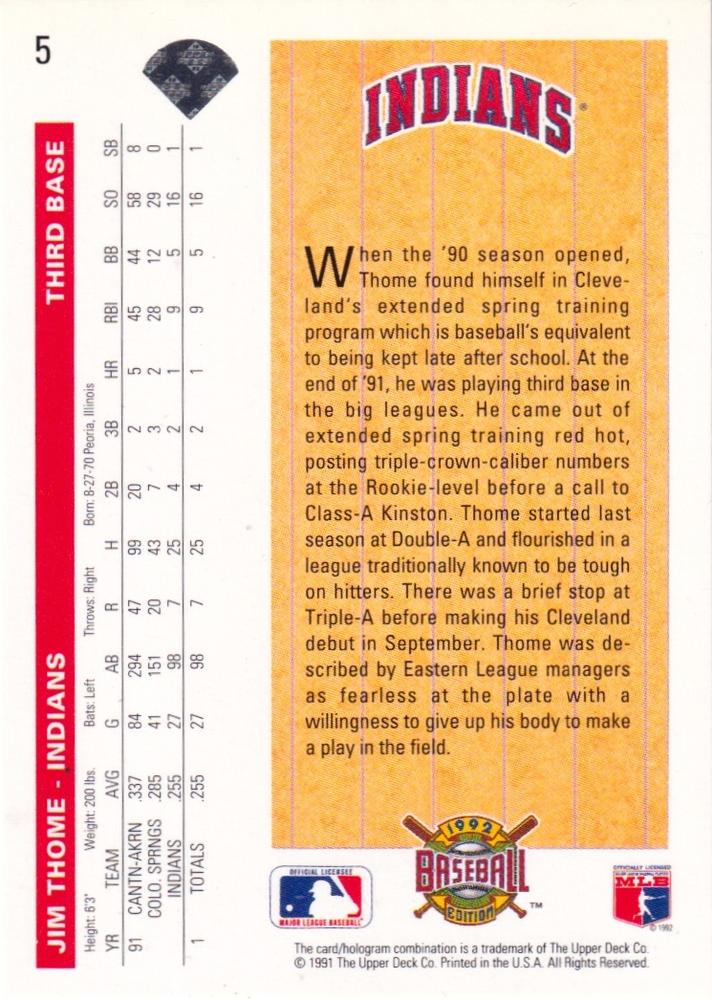 5
JIM THOME - INDIANS THIRD BASE
Height: 6'3" Weight: 200 lbs. Bats: Left Throws: Right Born: 8-27-70 Peoria, Illinois
YR TEAM AVG G AB R H 2B 3B HR RBI BB SO SB
91 CANTN-AKRN .337 84 294 47 99 20 2 5 45 44 58 8
COLO. SPRNGS .285 41 151 20 43 7 3 2 28 12 29 0
INDIANS .255 27 98 7 25 4 2 1 9 5 16 1
1 TOTALS .255 27 98 7 25 4 2 1 9 5 16 1
INDIANS®
When the '90 season opened,
Thome found himself in Cleve-
land's extended spring training
program which is baseball's equivalent
to being kept late after school. At the
end of '91, he was playing third base in
the big leagues. He came out of
extended spring training red hot,
posting triple-crown-caliber numbers
at the Rookie-level before a call to
Class-A Kinston. Thome started last
season at Double-A and flourished in a
league traditionally known to be tough
on hitters. There was a brief stop at
Triple-A before making his Cleveland
debut in September. Thome was de-
scribed by Eastern League managers
as fearless at the plate with a
willingness to give up his body to make
a play in the field.
1992
BASEBALL
EDITION
™
OFFICIAL LICENSEE
MAJOR LEAGUE BASEBALL
OFFICIALLY LICENSED
MLB
© 1992
The card/hologram combination is a trademark of The Upper Deck Co.
© 1991 The Upper Deck Co. Printed in the U.S.A. All Rights Reserved.